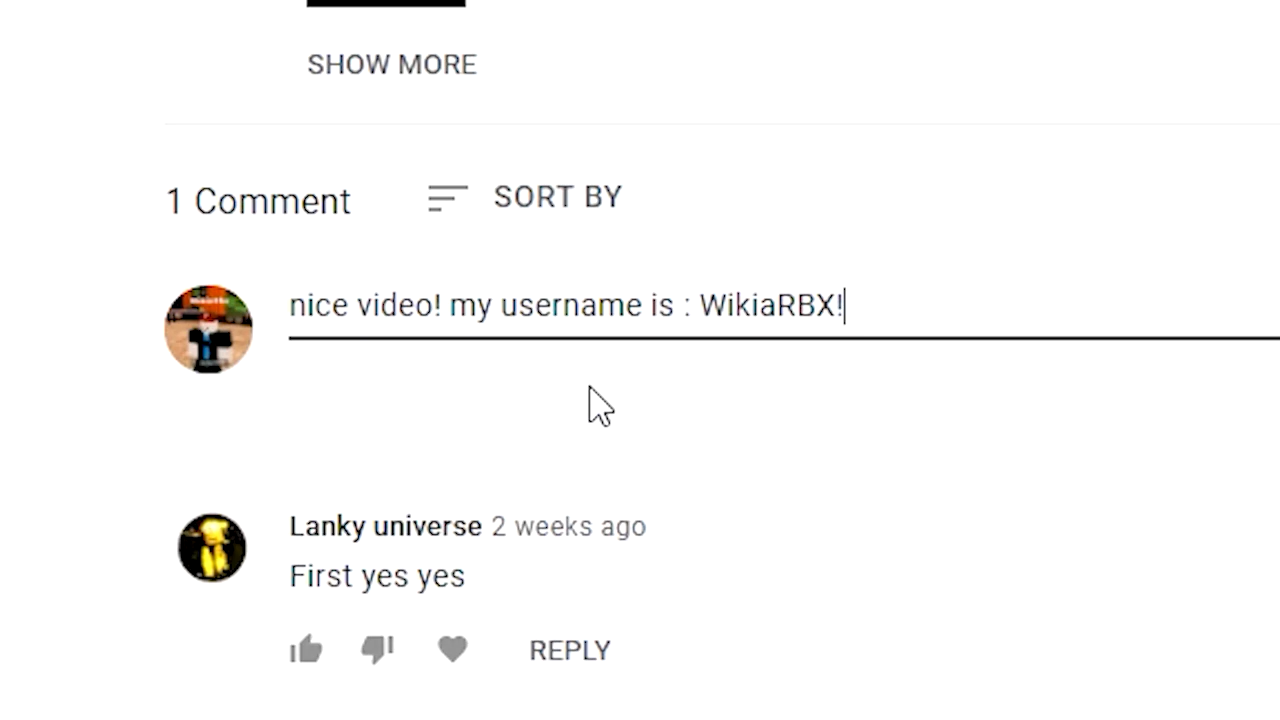 SHOW MORE
1 Comment
SORT BY
nice video! my username is : WikiaRBX!
Lanky universe 2 weeks ago
First yes yes
REPLY